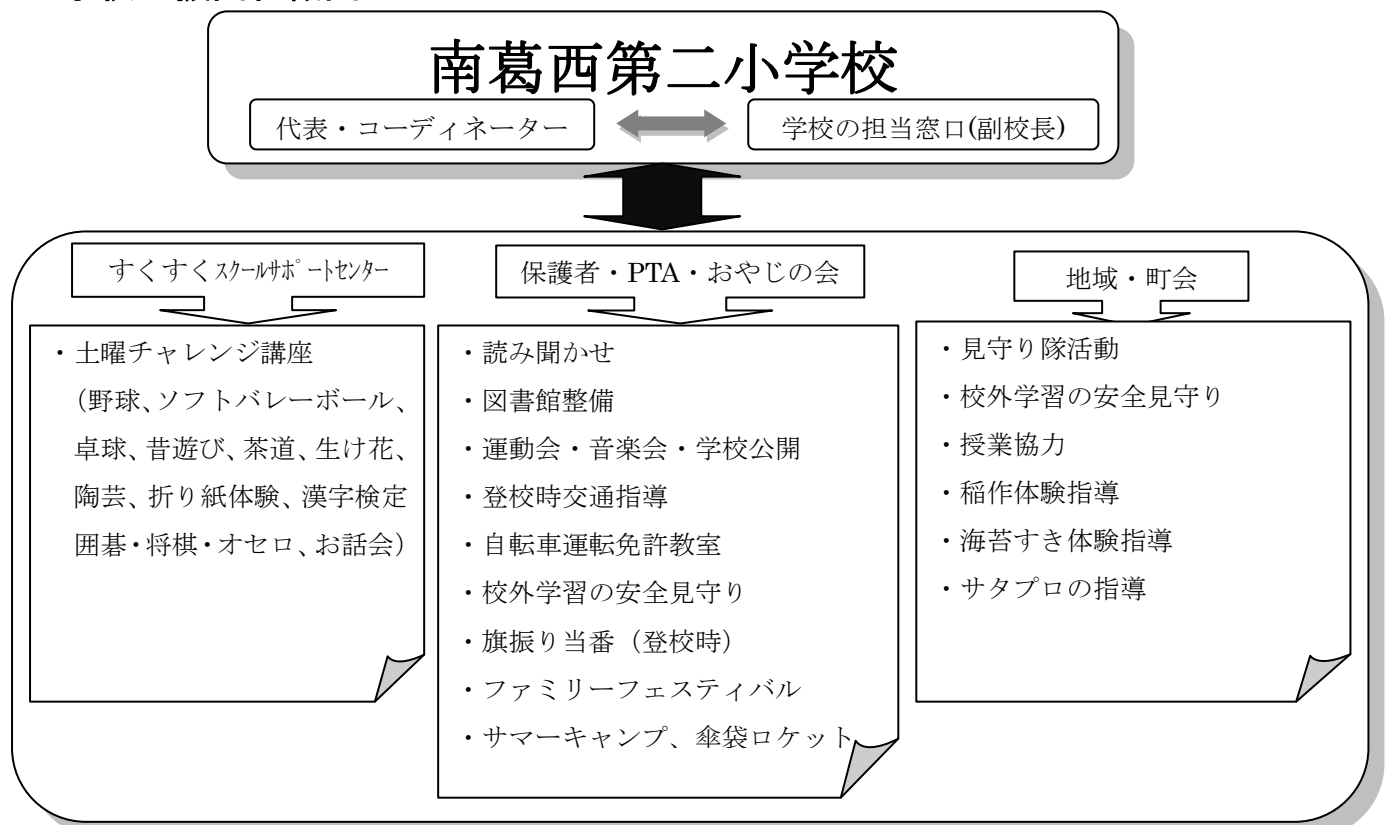 南葛西第二小学校
代表・コーディネーター
学校の担当窓口(副校長)
すくすくスクールサポートセンター
・土曜チャレンジ講座
(野球、ソフトバレーボール、
卓球、昔遊び、茶道、生け花、
陶芸、折り紙体験、漢字検定
囲碁・将棋・オセロ、お話会)
保護者・PTA・おやじの会
・読み聞かせ
・図書館整備
・運動会・音楽会・学校公開
・登校時交通指導
・自転車運転免許教室
・校外学習の安全見守り
・旗振り当番（登校時）
・ファミリーフェスティバル
・サマーキャンプ、傘袋ロケット
地域・町会
・見守り隊活動
・校外学習の安全見守り
・授業協力
・稲作体験指導
・海苔すき体験指導
・サタプロの指導